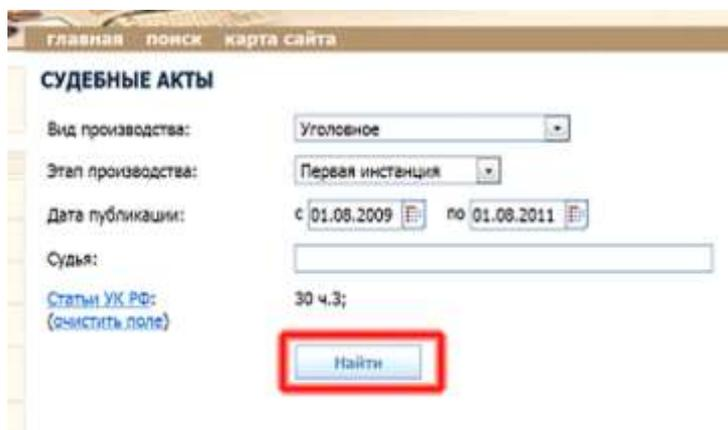 главная поиск карта сайта
СУДЕБНЫЕ АКТЫ
Вид производства: Уголовное
Этап производства: Первая инстанция
Дата публикации: с 01.08.2009 по 01.08.2011
Судья:
Статьи УК РФ: 30 ч.3;
(очистить поле)
Найти